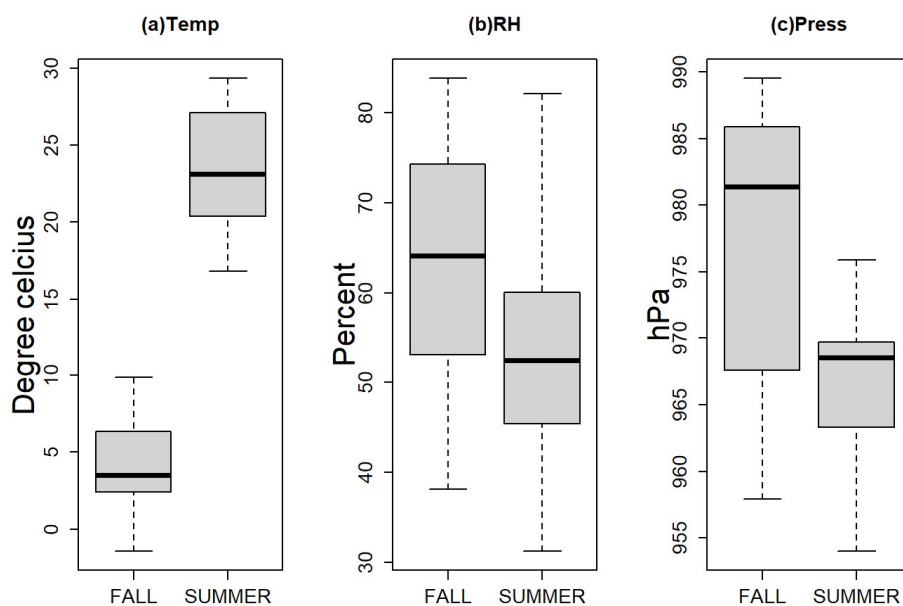 (a)Temp
Degree celcius
30
25
20
15
10
5
0
FALL SUMMER
(b)RH
Percent
80
70
60
50
40
30
FALL SUMMER
(c)Press
hPa
990
985
980
975
970
965
960
955
FALL SUMMER